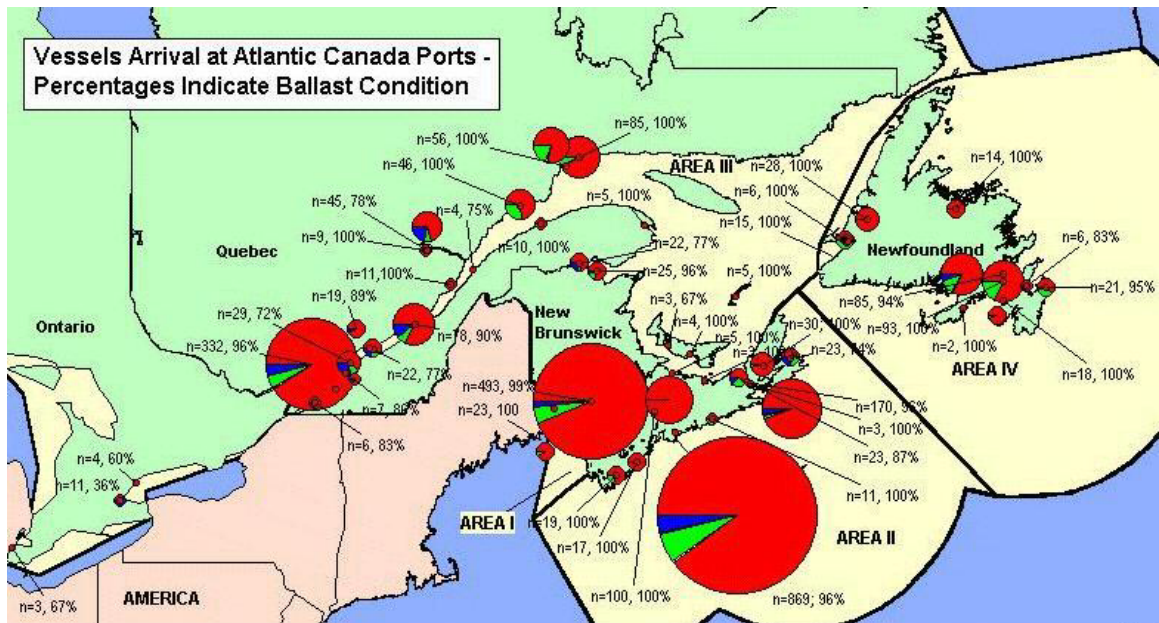 Vessels Arrival at Atlantic Canada Ports -
Percentages Indicate Ballast Condition
n=56, 100%
n=85, 100%
n=46, 100%
AREA III
n=28, 100%
n=14, 100%
n=45, 78%
n=4, 75%
n=5, 100%
n=6, 100%
n=9, 100%
n=15, 100%
Quebec
n=10, 100%
n=22, 77%
Newfoundland
n=6, 83%
n=11,100%
n=25, 96%
n=5, 100%
n=21, 95%
n=19, 89%
n=3, 67%
n=85, 94%
New
Brunswick
n=29, 72%
n=4, 100%
n=30, 100%
n=93, 100%
Ontario
n=78, 90%
n=5, 100%
n=23, 74%
n=2, 100%
n=332, 96%
AREA IV
n=22, 77%
n=18, 100%
n=493, 99%
n=7, 86%
n=23, 100
n=170, 96%
n=3, 100%
n=6, 83%
n=23, 87%
n=4, 60%
n=11, 36%
n=11, 100%
AREA I
n=19, 100%
AREA II
n=17, 100%
n=100, 100%
AMERICA
n=869; 96%
n=3, 67%